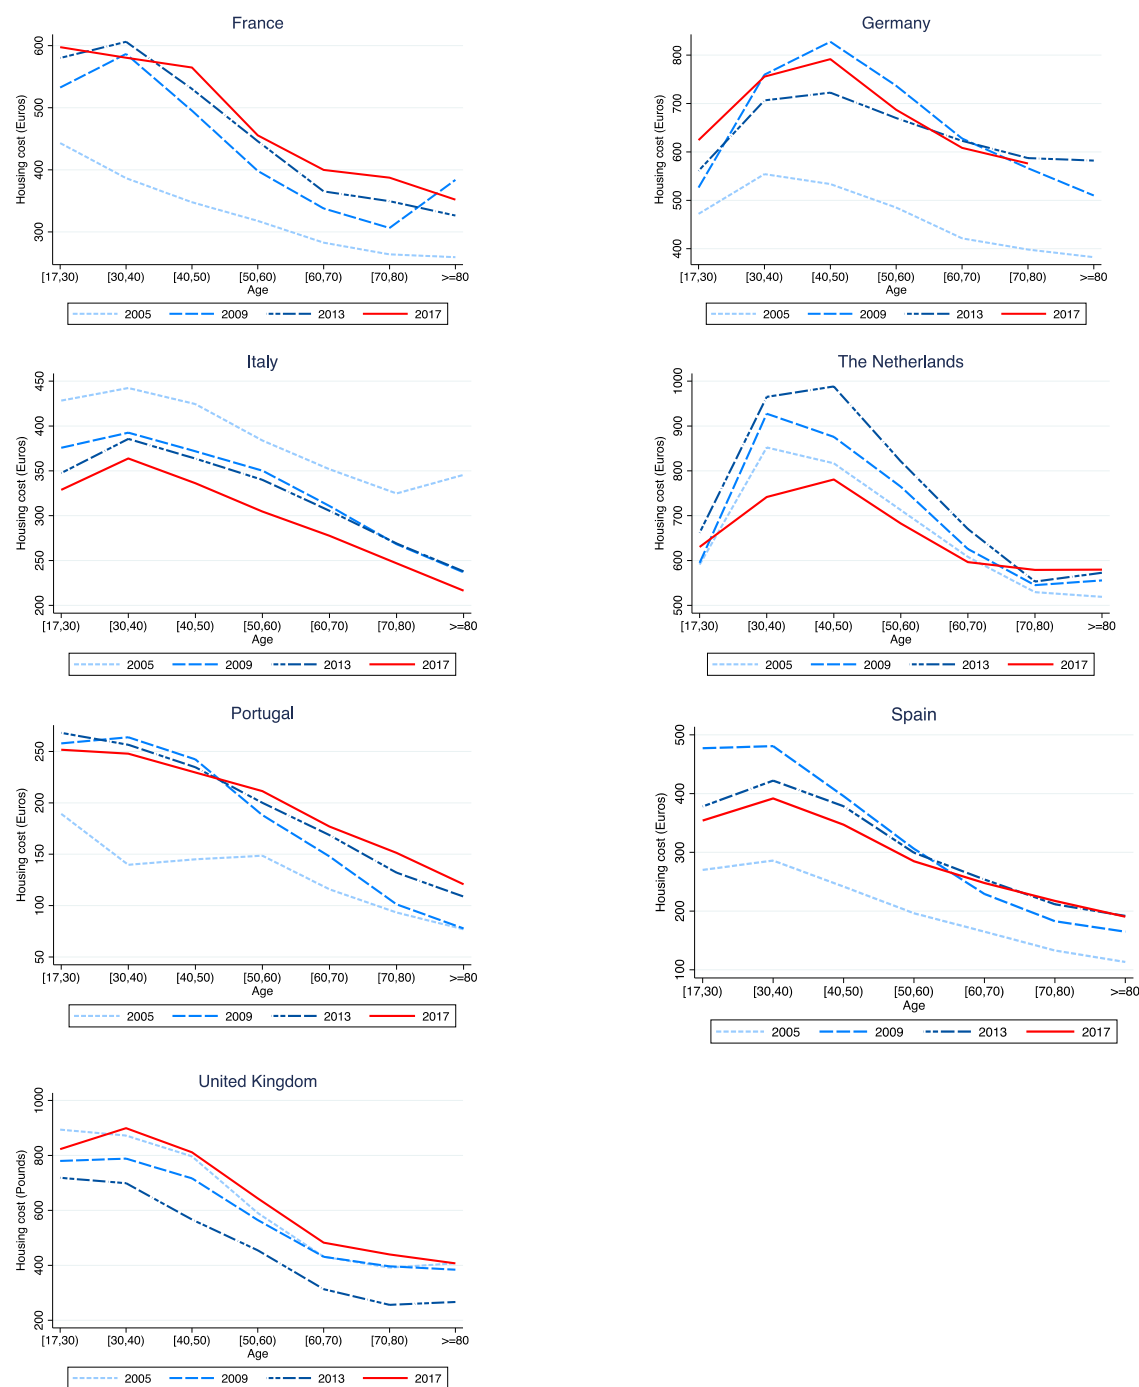 France
Housing cost (Euros)
600
500
400
300
[17,30) [30,40) [40,50) [50,60) [60,70) [70,80) >=80
Age
2005 2009 2013 2017
Germany
Housing cost (Euros)
800
700
600
500
400
[17,30) [30,40) [40,50) [50,60) [60,70) [70,80) >=80
Age
2005 2009 2013 2017
Italy
Housing cost (Euros)
450
400
350
300
250
200
[17,30) [30,40) [40,50) [50,60) [60,70) [70,80) >=80
Age
2005 2009 2013 2017
The Netherlands
Housing cost (Euros)
1000
900
800
700
600
500
[17,30) [30,40) [40,50) [50,60) [60,70) [70,80) >=80
Age
2005 2009 2013 2017
Portugal
Housing cost (Euros)
250
200
150
100
50
[17,30) [30,40) [40,50) [50,60) [60,70) [70,80) >=80
Age
2005 2009 2013 2017
Spain
Housing cost (Euros)
500
400
300
200
100
[17,30) [30,40) [40,50) [50,60) [60,70) [70,80) >=80
Age
2005 2009 2013 2017
United Kingdom
Housing cost (Pounds)
1000
800
600
400
200
[17,30) [30,40) [40,50) [50,60) [60,70) [70,80) >=80
Age
2005 2009 2013 2017